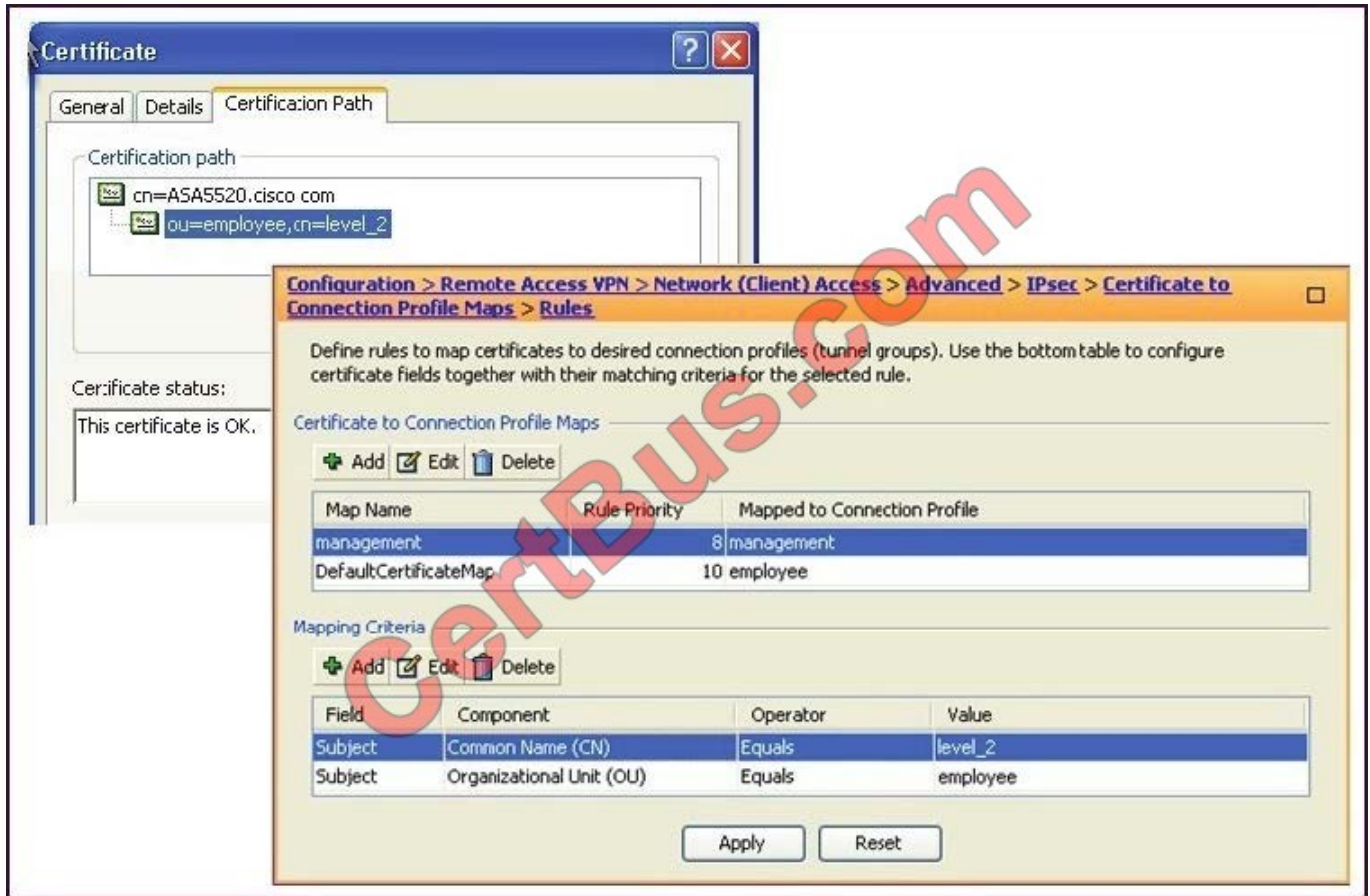 Certificate
General Details Certification Path
Certification path
cn=ASA5520.cisco com
ou=employee,cn=level_2
Certificate status:
This certificate is OK.
Configuration > Remote Access VPN > Network (Client) Access > Advanced > IPsec > Certificate to
Connection Profile Maps > Rules
Define rules to map certificates to desired connection profiles (tunnel groups). Use the bottom table to configure
certificate fields together with their matching criteria for the selected rule.
Certificate to Connection Profile Maps
Add Edit Delete
Map Name Rule Priority Mapped to Connection Profile
management 8 management
DefaultCertificateMap 10 employee
Mapping Criteria
Add Edit Delete
Field Component Operator Value
Subject Common Name (CN) Equals level_2
Subject Organizational Unit (OU) Equals employee
Apply Reset
CertBus.com